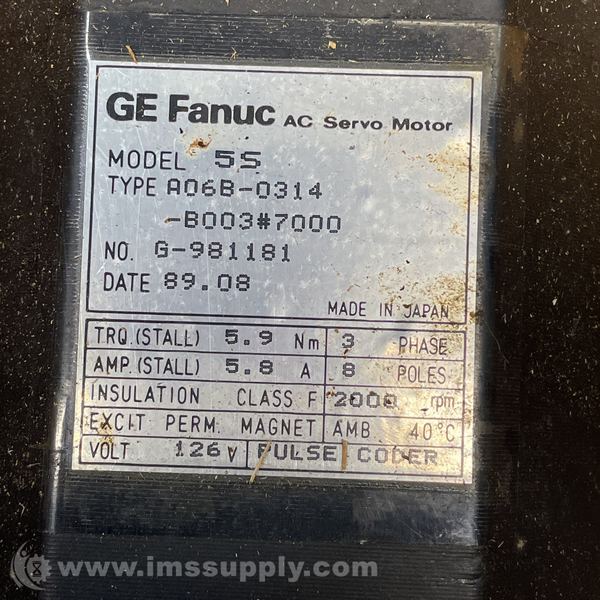 GE Fanuc AC Servo Motor
MODEL 5S
TYPE A06B-0314
-B003#7000
NO. G-981181
DATE 89.08
MADE IN JAPAN
TRQ.(STALL) 5.9 Nm 3 PHASE
AMP.(STALL) 5.8 A 8 POLES
INSULATION CLASS F 2000 rpm
EXCIT PERM. MAGNET AMB. 40°C
VOLT 126 V PULSE CODER
www.imssupply.com